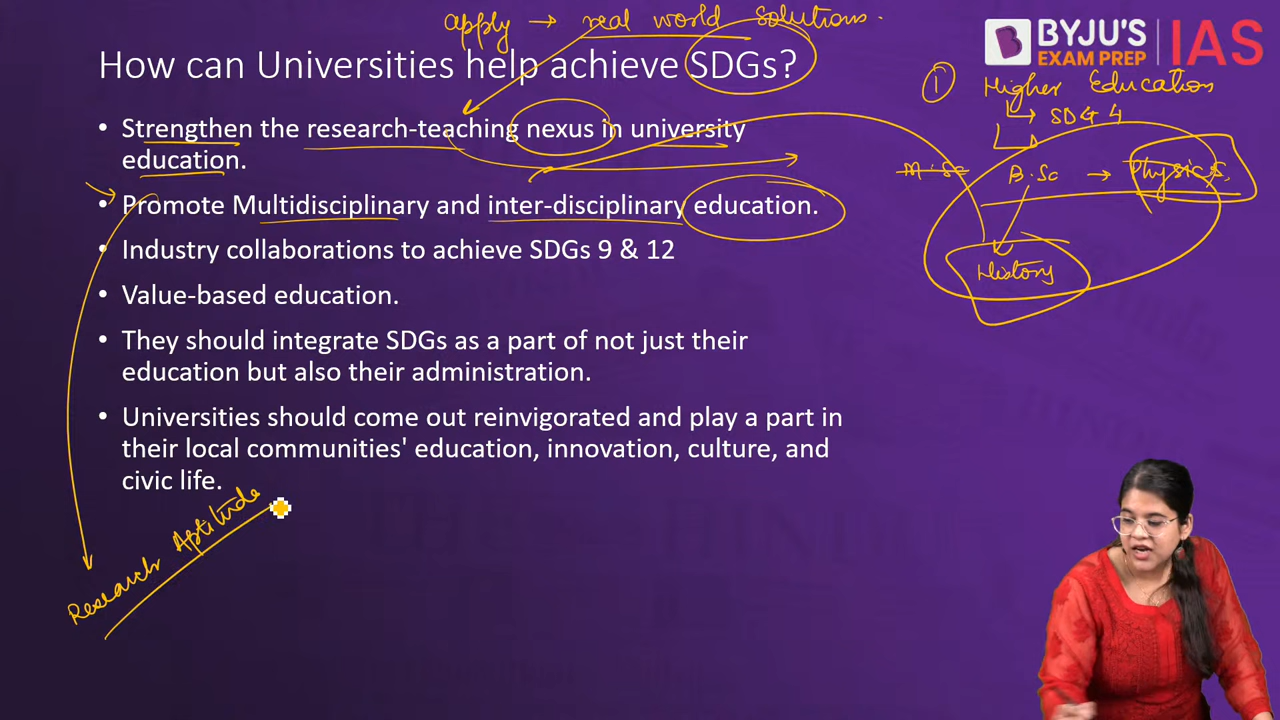 apply → real world solutions.
How can Universities help achieve SDGs?
• Strengthen the research-teaching nexus in university
education.
• Promote Multidisciplinary and inter-disciplinary education.
• Industry collaborations to achieve SDGs 9 & 12
• Value-based education.
• They should integrate SDGs as a part of not just their
education but also their administration.
• Universities should come out reinvigorated and play a part in
their local communities' education, innovation, culture, and
civic life.
Research Aptitude
BYJU'S
EXAM PREP
IAS
① Higher Education
↳ SDG 4
M.Sc B.Sc → Physics
History